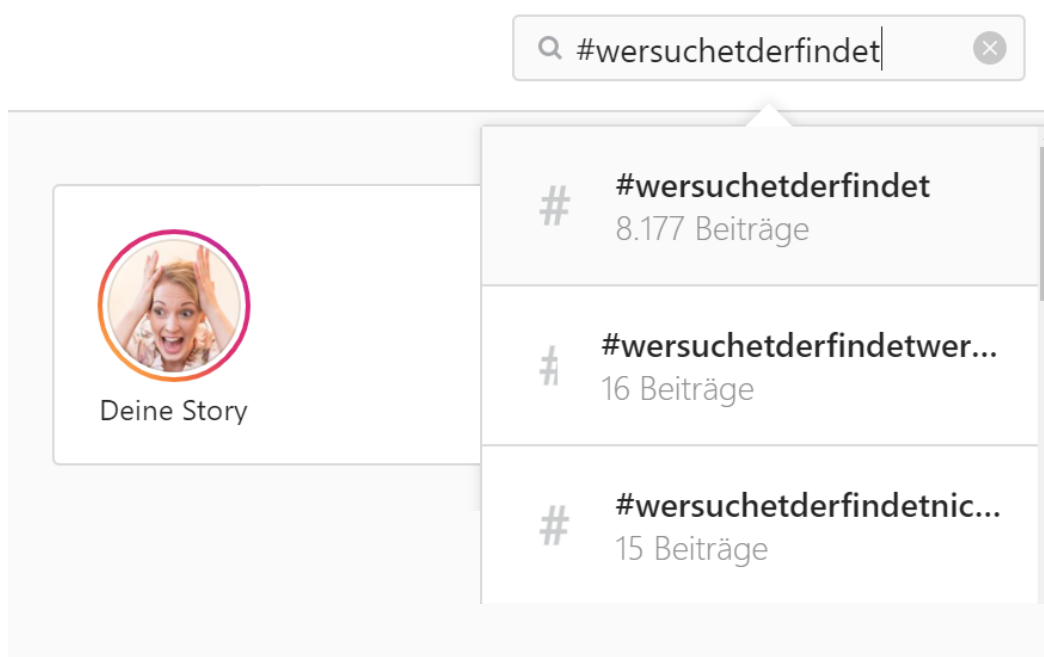 #wersuchetderfindet
#wersuchetderfindet
8.177 Beiträge
#wersuchetderfindetwer...
16 Beiträge
#wersuchetderfindetnic...
15 Beiträge
Deine Story